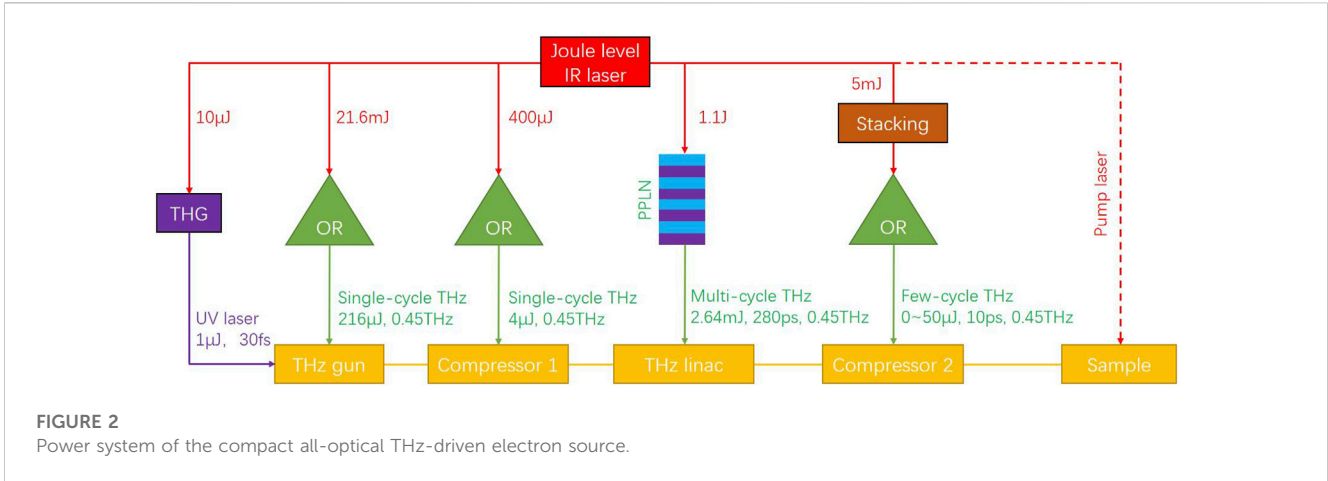 Joule level
IR laser
10μJ
21.6mJ
400μJ
1.1J
5mJ
Stacking
THG
OR
OR
PPLN
OR
Pump laser
UV laser
1μJ, 30fs
Single-cycle THz
216μJ, 0.45THz
Single-cycle THz
4μJ, 0.45THz
Multi-cycle THz
2.64mJ, 280ps, 0.45THz
Few-cycle THz
0~50μJ, 10ps, 0.45THz
THz gun
Compressor 1
THz linac
Compressor 2
Sample
FIGURE 2
Power system of the compact all-optical THz-driven electron source.